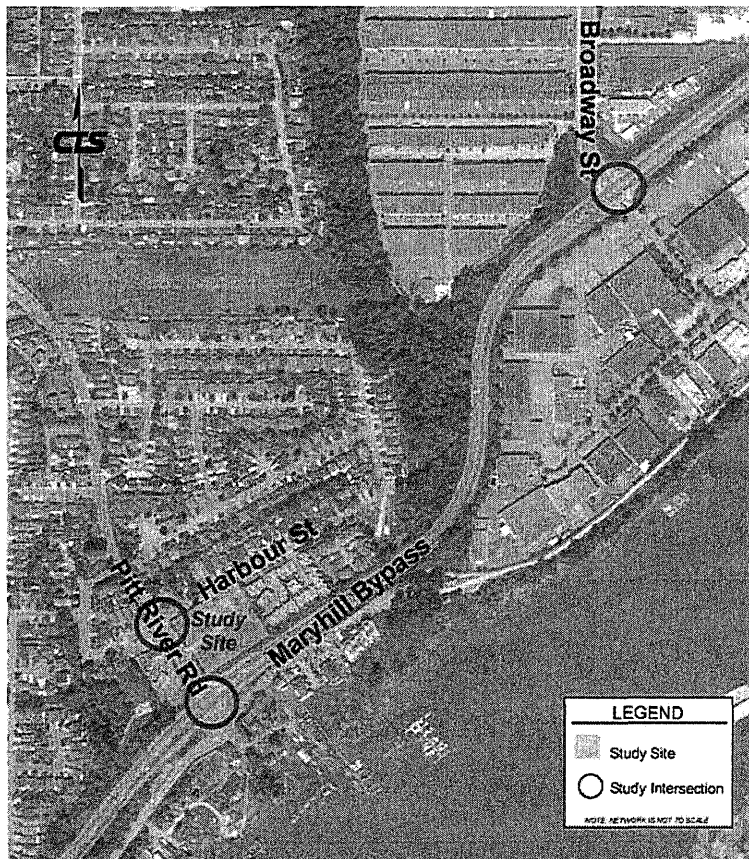 Broadway St
CTS
Harbour St
Pitt River Rd
Study
Site
Maryhill Bypass
LEGEND
Study Site
Study Intersection
NOTE: NETWORK IS NOT TO SCALE